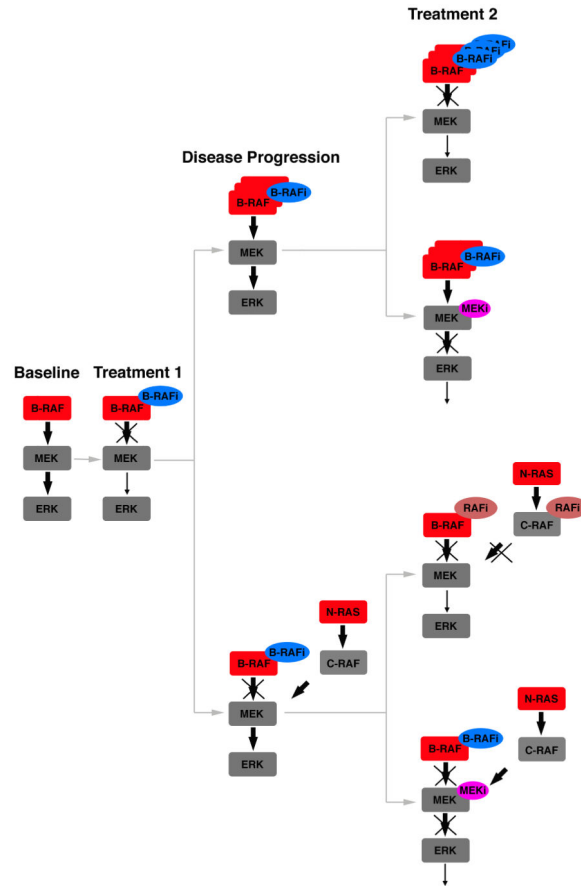 Treatment 2
B-RAFi
B-RAFi
B-RAFi
B-RAF
MEK
ERK
Disease Progression
B-RAFi
B-RAF
MEK
ERK
B-RAFi
B-RAF
MEKi
MEK
ERK
Baseline
Treatment 1
B-RAF
MEK
ERK
B-RAFi
B-RAF
MEK
ERK
N-RAS
RAFi
RAFi
B-RAF
C-RAF
MEK
ERK
N-RAS
B-RAFi
B-RAF
C-RAF
MEK
ERK
N-RAS
B-RAFi
B-RAF
C-RAF
MEKi
MEK
ERK